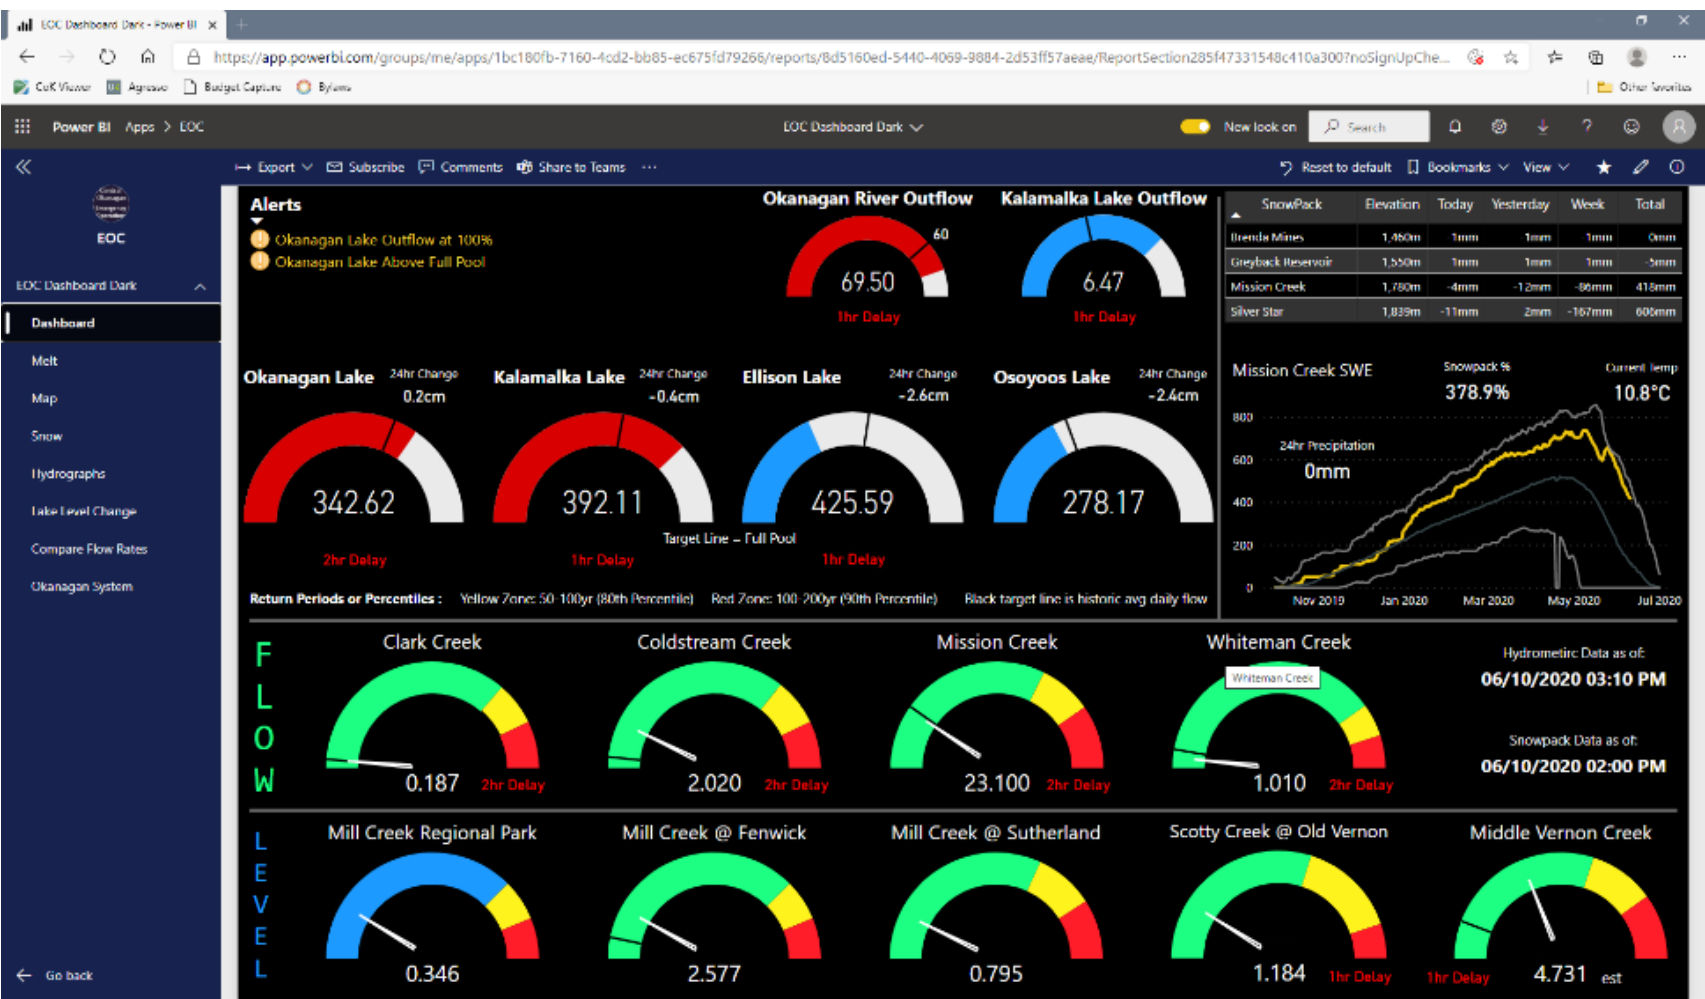 EOC Dashboard Dark - Power BI
https://app.powerbi.com/groups/me/apps/1bc180fb-7160-4cd2-bb85-ec675fd79266/reports/8d5160ed-5440-4069-9884-2d53ff57aeae/ReportSection285f47331548c410a300?noSignUpChe...
CoK Viewer Agresso Budget Capture Bylaws Other favorites
Power BI Apps > EOC EOC Dashboard Dark New look on Search
Export Subscribe Comments Share to Teams ... Reset to default Bookmarks View
EOC
EOC Dashboard Dark
Dashboard
Melt
Map
Snow
Hydrographs
Lake Level Change
Compare Flow Rates
Okanagan System
Go back
Alerts
Okanagan Lake Outflow at 100%
Okanagan Lake Above Full Pool
Okanagan River Outflow
60
69.50
1hr Delay
Kalamalka Lake Outflow
6.47
1hr Delay
SnowPack Elevation Today Yesterday Week Total
Brenda Mines 1,460m 1mm 1mm 1mm 0mm
Greyback Reservoir 1,550m 1mm 1mm 1mm -5mm
Mission Creek 1,780m -4mm -12mm -86mm 418mm
Silver Star 1,839m -11mm 2mm -167mm 606mm
Okanagan Lake 24hr Change
0.2cm
342.62
2hr Delay
Kalamalka Lake 24hr Change
-0.4cm
392.11
1hr Delay
Ellison Lake 24hr Change
-2.6cm
425.59
1hr Delay
Osoyoos Lake 24hr Change
-2.4cm
278.17
Target Line = Full Pool
Mission Creek SWE
Snowpack %
378.9%
Current Temp
10.8°C
24hr Precipitation
0mm
800
600
400
200
0
Nov 2019 Jan 2020 Mar 2020 May 2020 Jul 2020
Return Periods or Percentiles : Yellow Zone: 50-100yr (80th Percentile) Red Zone: 100-200yr (90th Percentile) Black target line is historic avg daily flow
FLOW
Clark Creek
0.187 2hr Delay
Coldstream Creek
2.020 2hr Delay
Mission Creek
23.100 2hr Delay
Whiteman Creek
Whiteman Creek
1.010 2hr Delay
Hydrometirc Data as of:
06/10/2020 03:10 PM
Snowpack Data as of:
06/10/2020 02:00 PM
LEVEL
Mill Creek Regional Park
0.346
Mill Creek @ Fenwick
2.577
Mill Creek @ Sutherland
0.795
Scotty Creek @ Old Vernon
1.184 1hr Delay
Middle Vernon Creek
1hr Delay 4.731 est